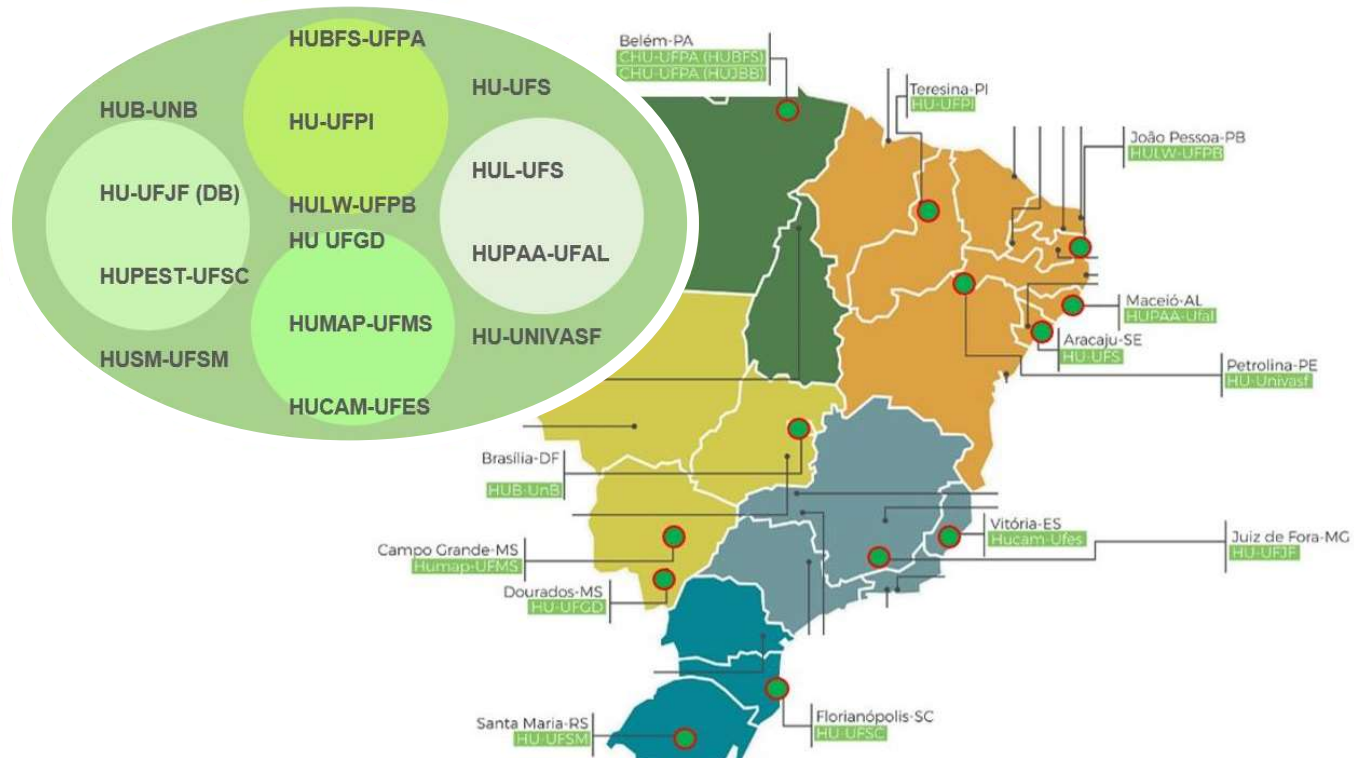 HUBFS-UFPA
HU-UFS
HUB-UNB
HU-UFPI
HUL-UFS
HU-UFJF (DB)
HULW-UFPB
HU UFGD
HUPAA-UFAL
HUPEST-UFSC
HUMAP-UFMS
HU-UNIVASF
HUSM-UFSM
HUCAM-UFES
Belém-PA
CHU-UFPA (HUBFS)
CHU-UFPA (HUJBB)
Teresina-PI
HU-UFPI
João Pessoa-PB
HULW-UFPB
Maceió-AL
HUPAA-Ufal
Aracaju-SE
HU-UFS
Petrolina-PE
HU-Univasf
Brasília-DF
HUB-UnB
Vitória-ES
Hucam-Ufes
Juiz de Fora-MG
HU-UFJF
Campo Grande-MS
Humap-UFMS
Dourados-MS
HU-UFGD
Florianópolis-SC
HU-UFSC
Santa Maria-RS
HU-UFSM